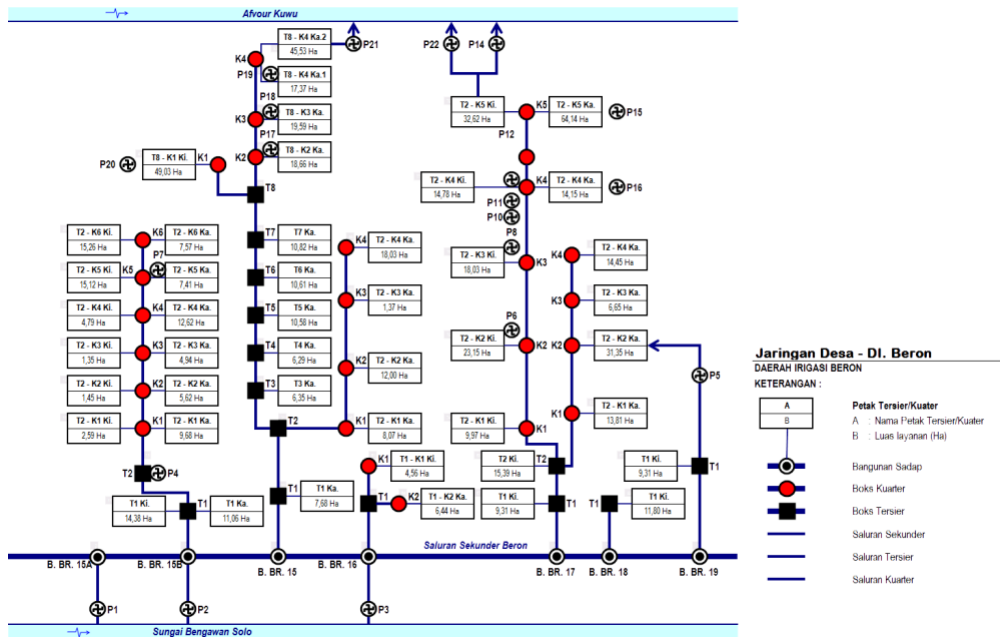 Afvour Kuwu
T8 - K4 Ka.2
45,53 Ha
P21
P22
P14
K4
P19
T8 - K4 Ka.1
17,37 Ha
P18
K3
T8 - K3 Ka.
19,59 Ha
P17
K2
T8 - K2 Ka.
18,66 Ha
P20
T8 - K1 Ki.
49,03 Ha
K1
T8
T2 - K5 Ki.
32,62 Ha
K5
T2 - K5 Ka.
64,14 Ha
P15
P12
T2 - K4 Ki.
14,78 Ha
K4
T2 - K4 Ka.
14,15 Ha
P16
P11
P10
P8
T2 - K3 Ki.
18,03 Ha
K3
P6
T2 - K2 Ki.
23,15 Ha
K2
T2 - K1 Ki.
9,97 Ha
K1
K4
T2 - K4 Ka.
14,45 Ha
K3
T2 - K3 Ka.
6,65 Ha
K2
T2 - K2 Ka.
31,35 Ha
P5
K1
T2 - K1 Ka.
13,81 Ha
T2 - K6 Ki.
15,26 Ha
K6
T2 - K6 Ka.
7,57 Ha
P7
T2 - K5 Ki.
15,12 Ha
K5
T2 - K5 Ka.
7,41 Ha
T2 - K4 Ki.
4,79 Ha
K4
T2 - K4 Ka.
12,62 Ha
T2 - K3 Ki.
1,35 Ha
K3
T2 - K3 Ka.
4,94 Ha
T2 - K2 Ki.
1,45 Ha
K2
T2 - K2 Ka.
5,62 Ha
T2 - K1 Ki.
2,59 Ha
K1
T2 - K1 Ka.
9,68 Ha
T2
P4
T1 Ki.
14,38 Ha
T1
T1 Ka.
11,06 Ha
T7
T7 Ka.
10,82 Ha
T6
T6 Ka.
10,61 Ha
T5
T5 Ka.
10,58 Ha
T4
T4 Ka.
6,29 Ha
T3
T3 Ka.
6,35 Ha
T2
K4
T2 - K4 Ka.
18,03 Ha
K3
T2 - K3 Ka.
1,37 Ha
K2
T2 - K2 Ka.
12,00 Ha
K1
T2 - K1 Ka.
8,07 Ha
T1
T1 Ka.
7,68 Ha
K1
T1 - K1 Ki.
4,56 Ha
T1
K2
T1 - K2 Ka.
6,44 Ha
T2 Ki.
15,39 Ha
T2
T1 Ki.
9,31 Ha
T1
T1
T1 Ki.
11,80 Ha
T1 Ki.
9,31 Ha
T1
Saluran Sekunder Beron
B. BR. 15A
B. BR. 15B
B. BR. 15
B. BR. 16
B. BR. 17
B. BR. 18
B. BR. 19
P1
P2
P3
Sungai Bengawan Solo
Jaringan Desa - DI. Beron
DAERAH IRIGASI BERON
KETERANGAN :
A
B
Petak Tersier/Kuater
A : Nama Petak Tersier/Kuater
B : Luas layanan (Ha)
Bangunan Sadap
Boks Kuarter
Boks Tersier
Saluran Sekunder
Saluran Tersier
Saluran Kuarter